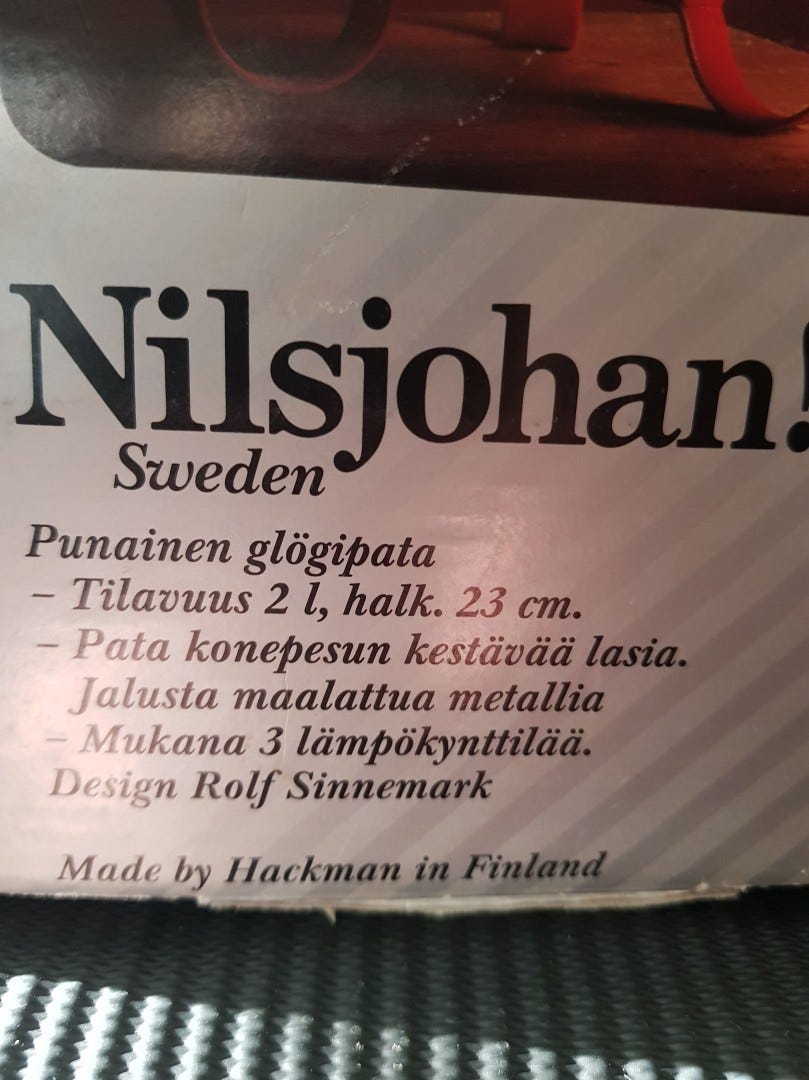 Nilsjohan!
Sweden
Punainen glögipata
– Tilavuus 2 l, halk. 23 cm.
– Pata konepesun kestävää lasia.
Jalusta maalattua metallia
– Mukana 3 lämpökynttilää.
Design Rolf Sinnemark
Made by Hackman in Finland